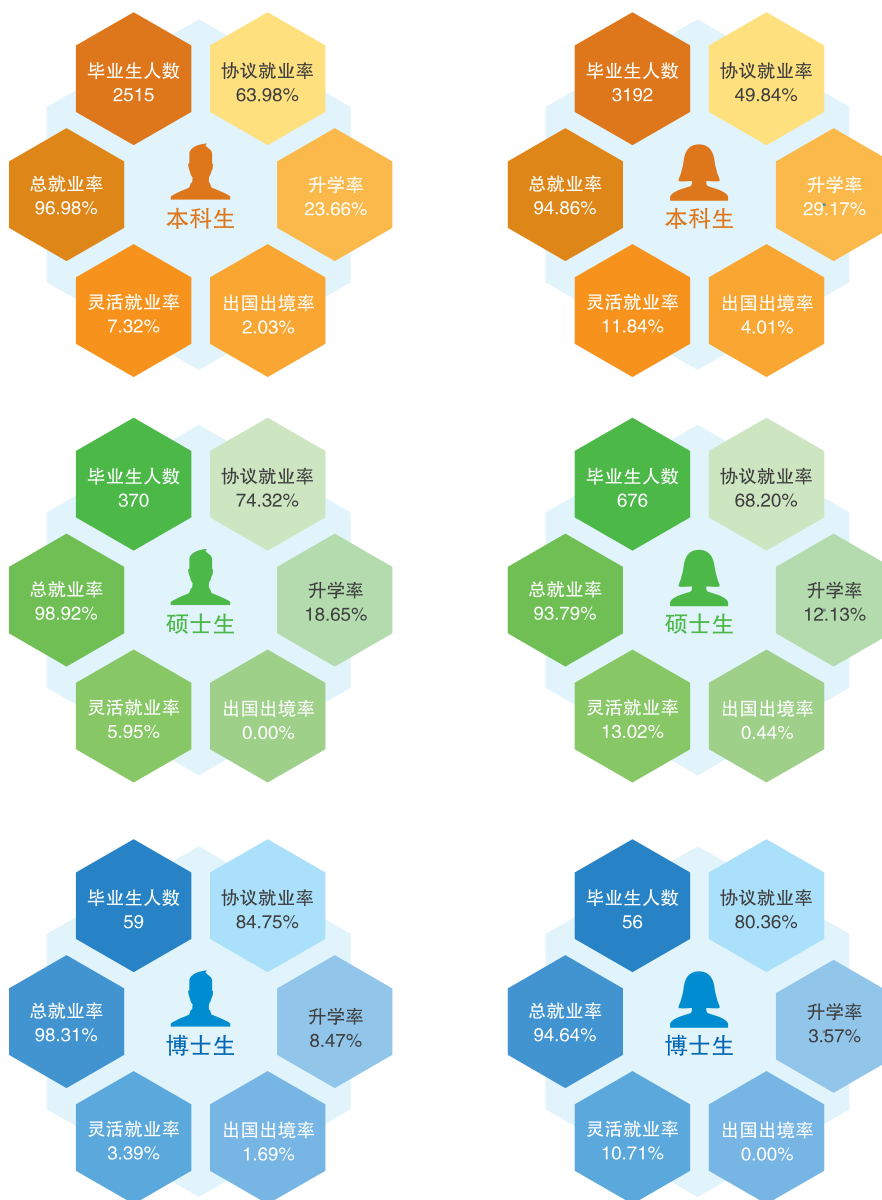 毕业生人数
2515
协议就业率
63.98%
总就业率
96.98%
本科生
升学率
23.66%
灵活就业率
7.32%
出国出境率
2.03%
毕业生人数
3192
协议就业率
49.84%
总就业率
94.86%
本科生
升学率
29.17%
灵活就业率
11.84%
出国出境率
4.01%
毕业生人数
370
协议就业率
74.32%
总就业率
98.92%
硕士生
升学率
18.65%
灵活就业率
5.95%
出国出境率
0.00%
毕业生人数
676
协议就业率
68.20%
总就业率
93.79%
硕士生
升学率
12.13%
灵活就业率
13.02%
出国出境率
0.44%
毕业生人数
59
协议就业率
84.75%
总就业率
98.31%
博士生
升学率
8.47%
灵活就业率
3.39%
出国出境率
1.69%
毕业生人数
56
协议就业率
80.36%
总就业率
94.64%
博士生
升学率
3.57%
灵活就业率
10.71%
出国出境率
0.00%